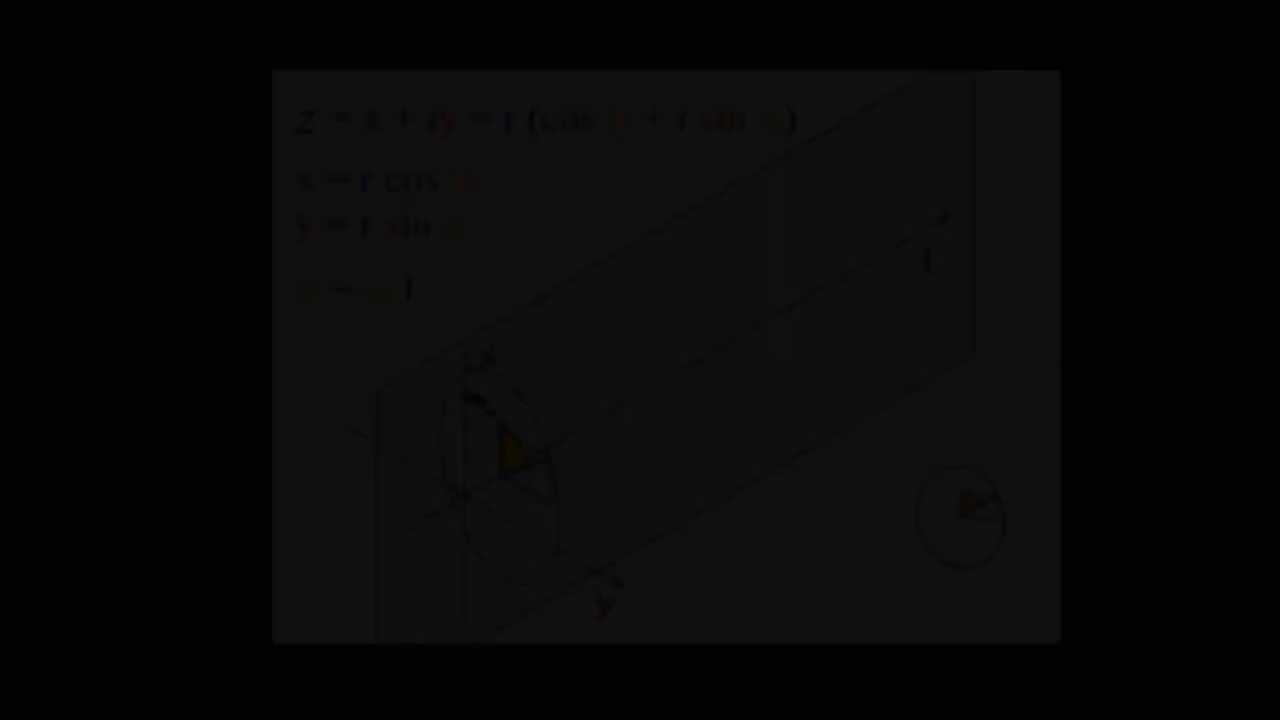 z = x + iy = r (cos φ + i sin φ)
x = r cos φ
y = r sin φ
φ = ω t
t
x
y